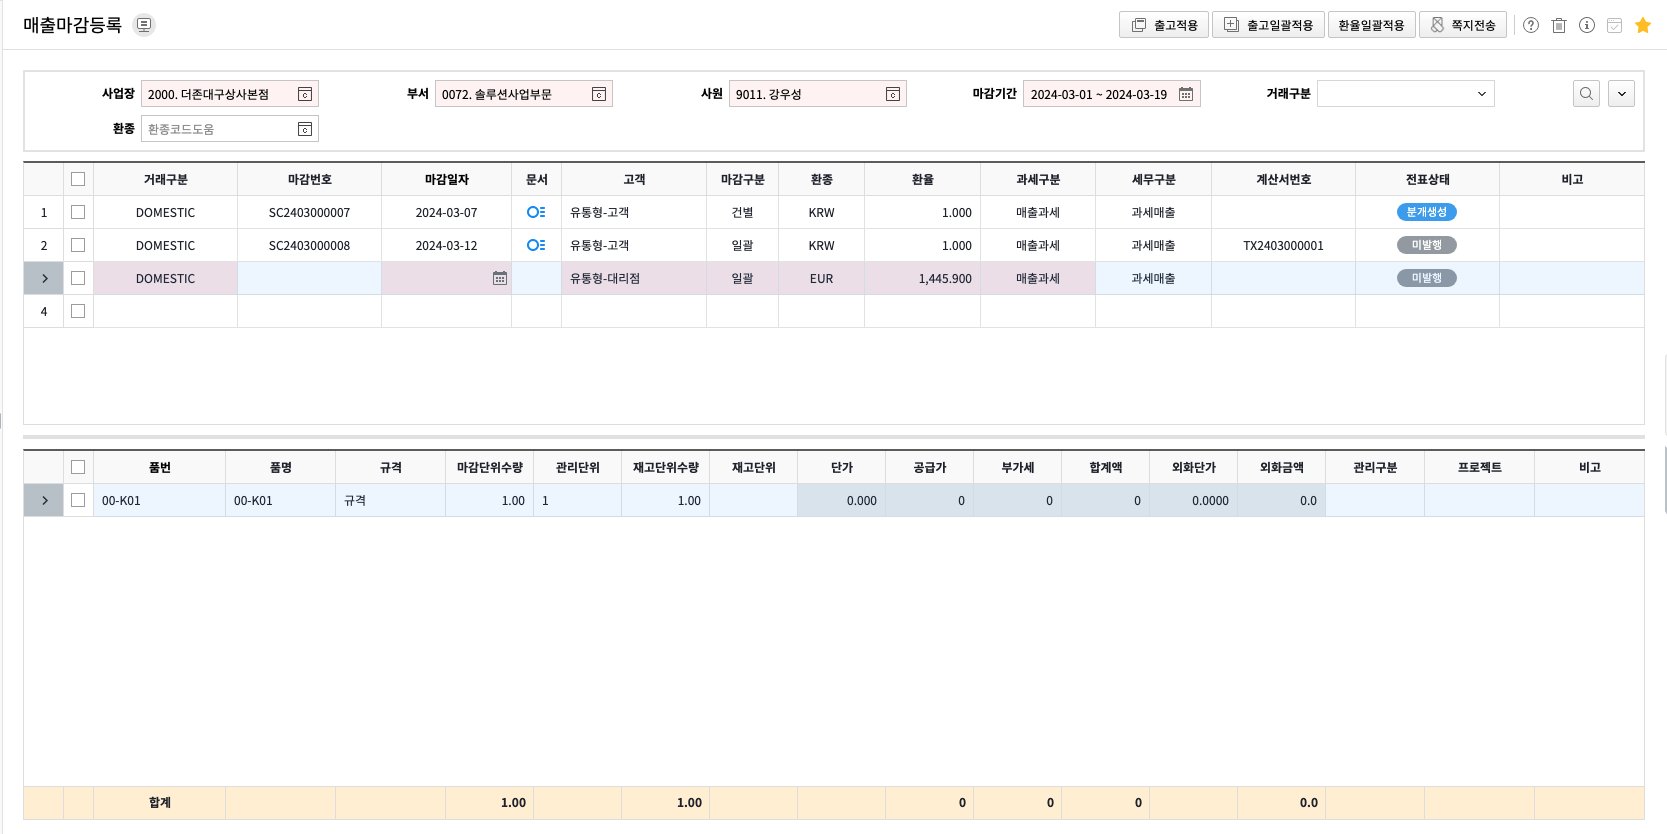 매출마감등록
출고적용 출고일괄적용 환율일괄적용 쪽지전송
사업장 2000. 더존대구상사본점 부서 0072. 솔루션사업부문 사원 9011. 강우성 마감기간 2024-03-01 ~ 2024-03-19 거래구분
환종 환종코드도움
거래구분 마감번호 마감일자 문서 고객 마감구분 환종 환율 과세구분 세무구분 계산서번호 전표상태 비고
1 DOMESTIC SC2403000007 2024-03-07 유통형-고객 건별 KRW 1.000 매출과세 과세매출 분개생성
2 DOMESTIC SC2403000008 2024-03-12 유통형-고객 일괄 KRW 1.000 매출과세 과세매출 TX2403000001 미발행
DOMESTIC 유통형-대리점 일괄 EUR 1,445.900 매출과세 과세매출 미발행
4
품번 품명 규격 마감단위수량 관리단위 재고단위수량 재고단위 단가 공급가 부가세 합계액 외화단가 외화금액 관리구분 프로젝트 비고
00-K01 00-K01 규격 1.00 1 1.00 0.000 0 0 0 0.0000 0.0
합계 1.00 1.00 0 0 0 0.0